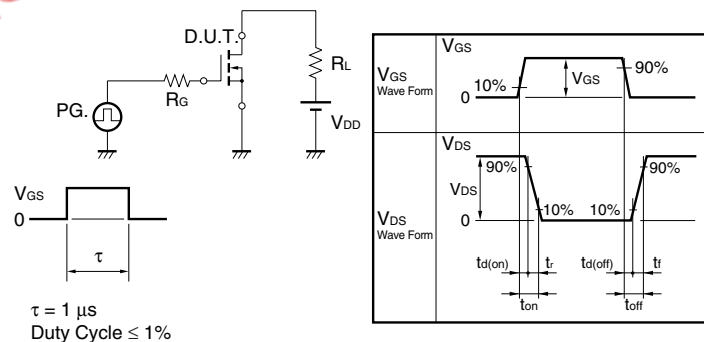 D.U.T.
RL
RG
PG.
VDD
VGS
0
τ
τ = 1 μs
Duty Cycle ≤ 1%
VGS
Wave Form
VGS
10%
VGS
90%
0
VDS
Wave Form
VDS
90%
90%
VDS
10%
10%
0
td(on)
tr
td(off)
tf
ton
toff